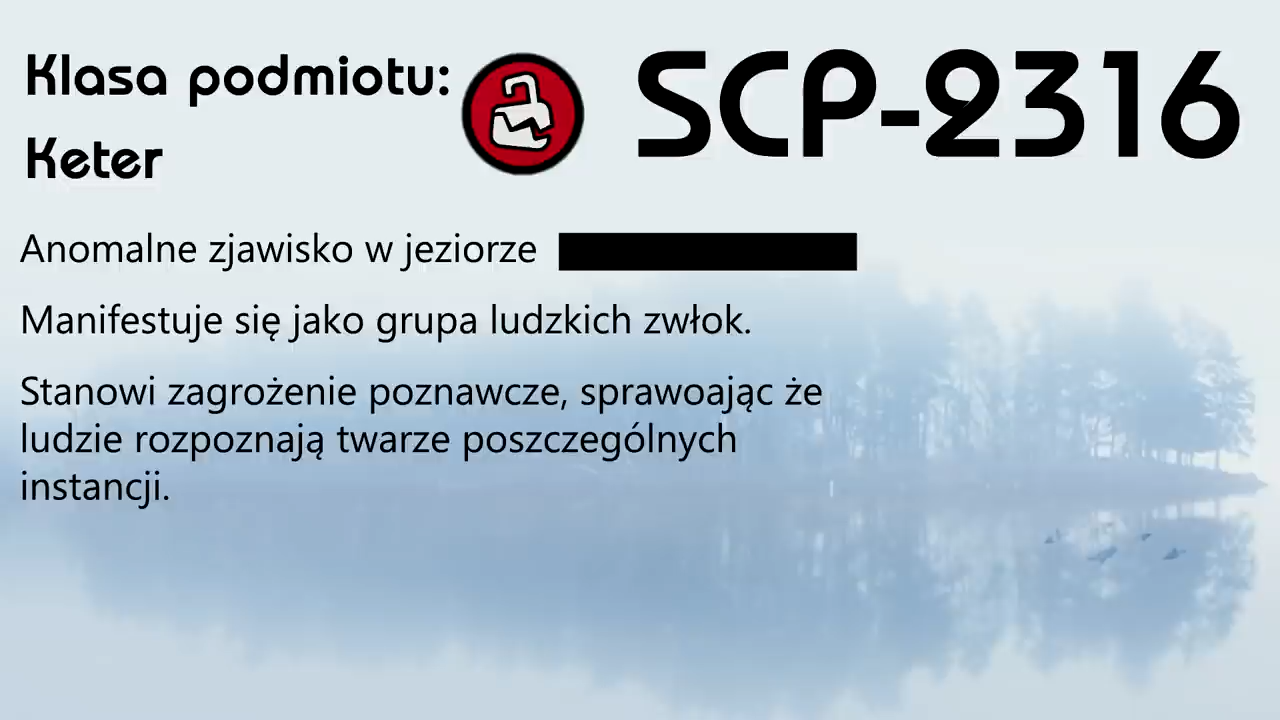 Klasa podmiotu:
Keter
SCP-2316
Anomalne zjawisko w jeziorze
Manifestuje się jako grupa ludzkich zwłok.
Stanowi zagrożenie poznawcze, sprawoając że
ludzie rozpoznają twarze poszczególnych
instancji.